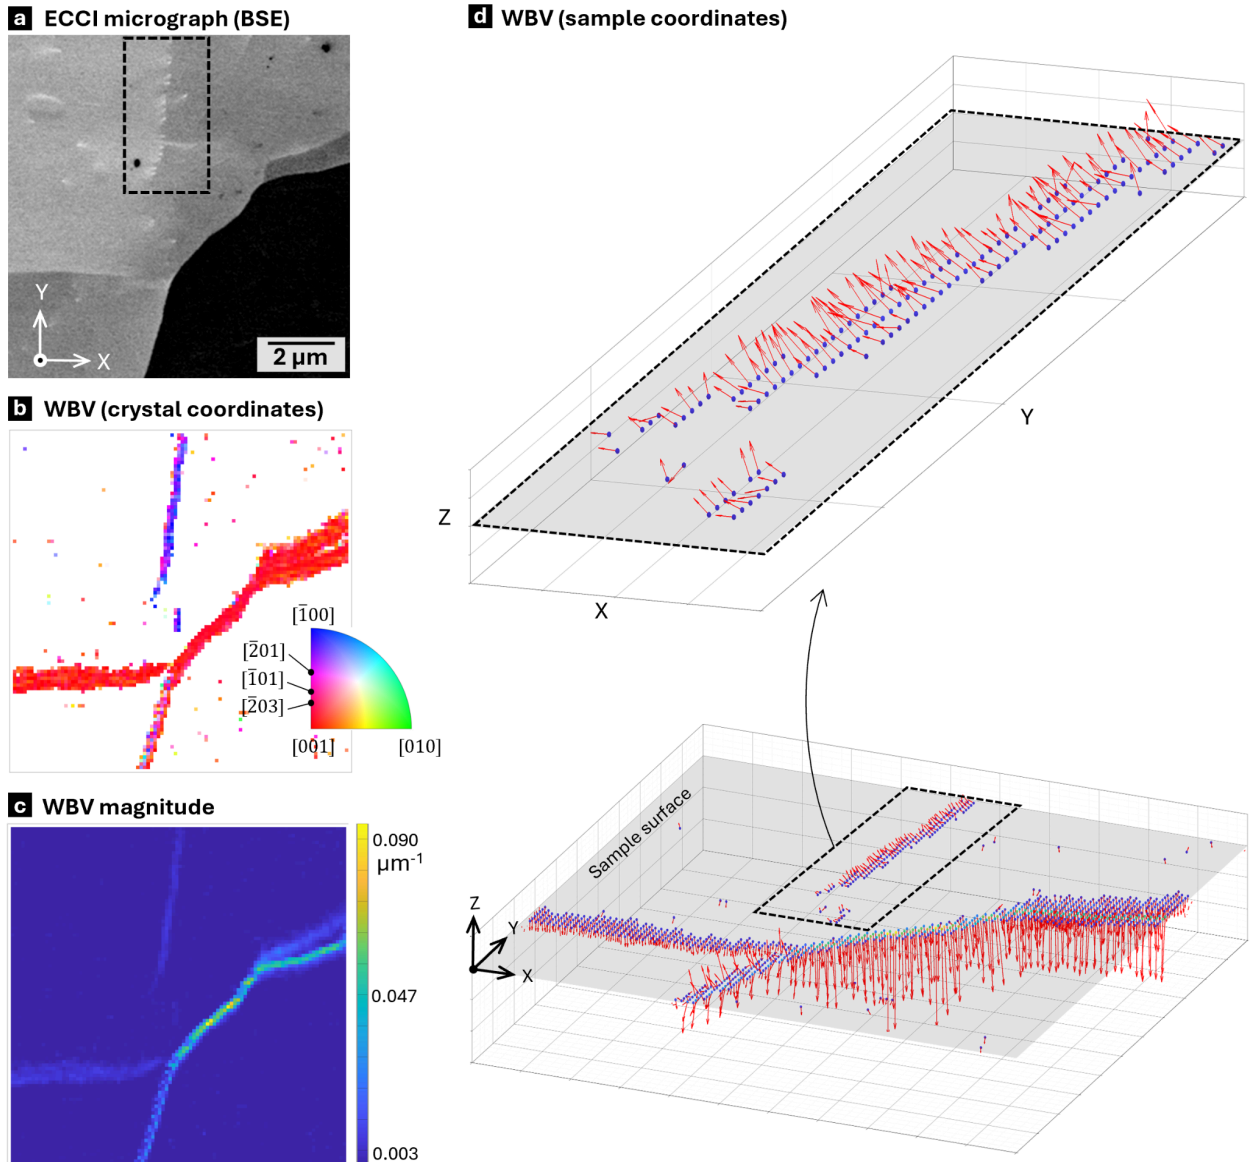 a ECCI micrograph (BSE)
Y
X
2 µm
b WBV (crystal coordinates)
[1̄00]
[2̄01]
[1̄01]
[2̄03]
[001]
[010]
c WBV magnitude
0.090
µm⁻¹
0.047
0.003
d WBV (sample coordinates)
Z
Y
X
Sample surface
Z
Y
X